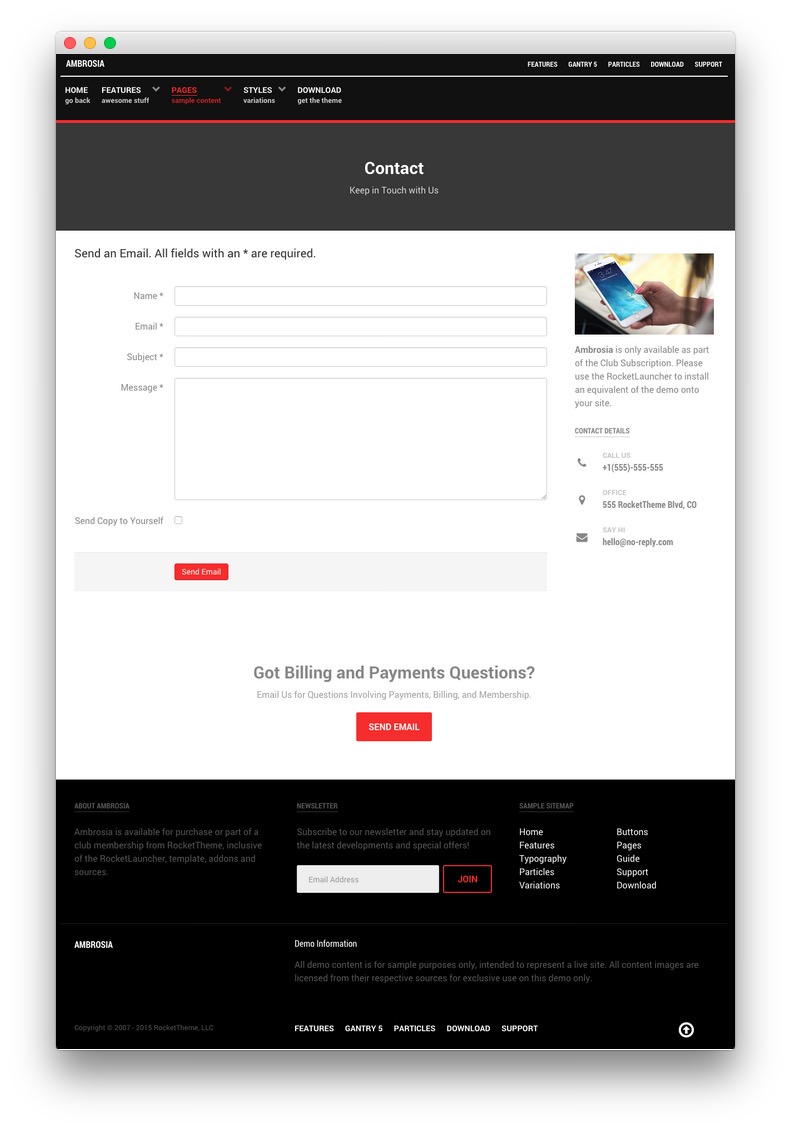 AMBROSIA
FEATURES GANTRY 5 PARTICLES DOWNLOAD SUPPORT
HOME FEATURES PAGES STYLES DOWNLOAD
go back awesome stuff sample content variations get the theme
Contact
Keep in Touch with Us
Send an Email. All fields with an * are required.
Name *
Email *
Subject *
Message *
Send Copy to Yourself
Send Email
3:47
Ambrosia is only available as part
of the Club Subscription. Please
use the RocketLauncher to install
an equivalent of the demo onto
your site.
CONTACT DETAILS
CALL US
+1(555)-555-555
OFFICE
555 RocketTheme Blvd, CO
SAY HI
hello@no-reply.com
Got Billing and Payments Questions?
Email Us for Questions Involving Payments, Billing, and Membership.
SEND EMAIL
ABOUT AMBROSIA
Ambrosia is available for purchase or part of a
club membership from RocketTheme, inclusive
of the RocketLauncher, template, addons and
sources.
NEWSLETTER
Subscribe to our newsletter and stay updated on
the latest developments and special offers!
Email Address JOIN
SAMPLE SITEMAP
Home Buttons
Features Pages
Typography Guide
Particles Support
Variations Download
AMBROSIA
Demo Information
All demo content is for sample purposes only, intended to represent a live site. All content images are
licensed from their respective sources for exclusive use on this demo only.
Copyright © 2007 - 2015 RocketTheme, LLC
FEATURES GANTRY 5 PARTICLES DOWNLOAD SUPPORT